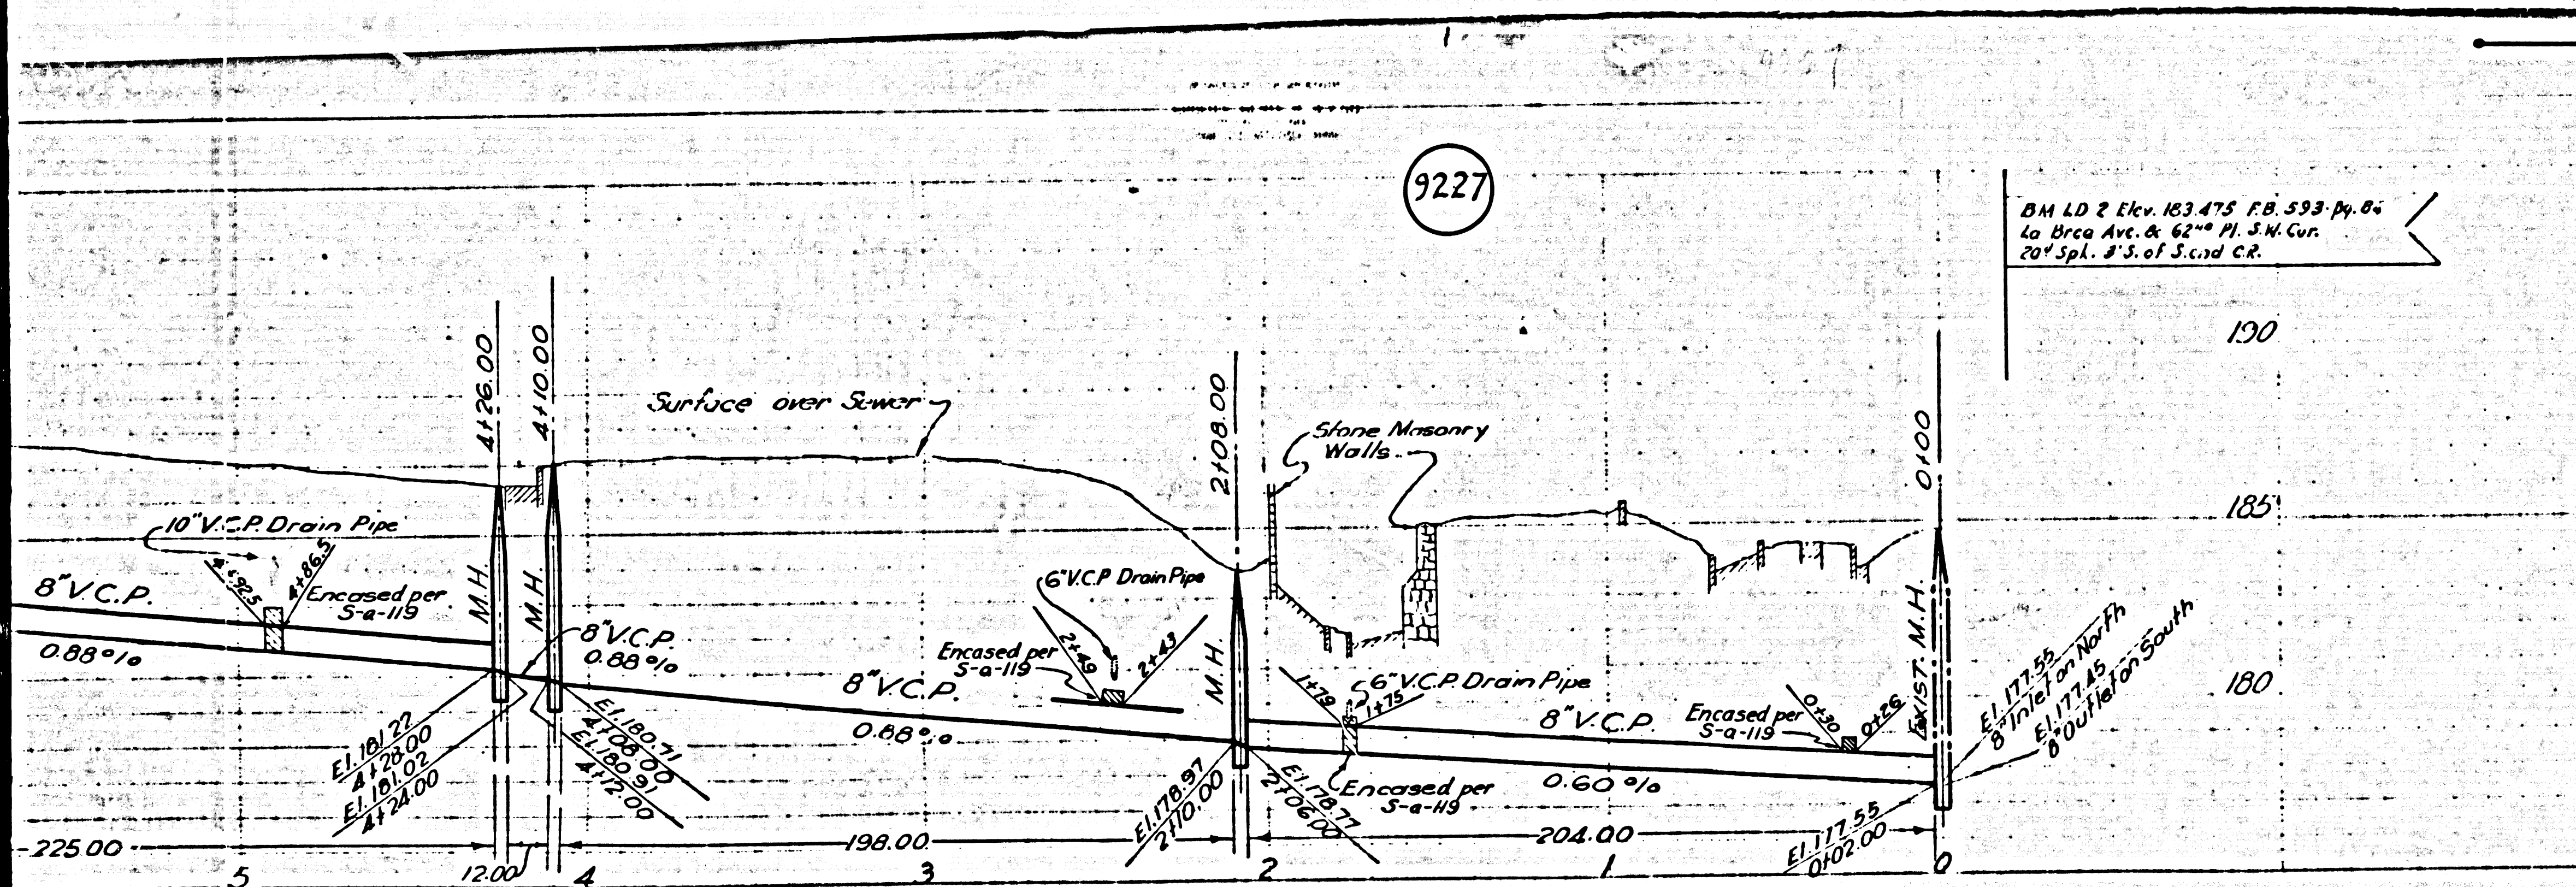 9227
BM LD 2 Elev. 183.475 F.B. 593 pg.
La Brea Ave. & 62ND Pl. S.W. Cur.
20d Spk. 3'S. of S. end C.R.
190
185
180
4+26.00
4+10.00
2+08.00
0+00
Surface over Sewer
Stone Masonry
Walls
10"V.C.P. Drain Pipe
4+92.5
4+86.5
Encased per
S-a-119
8"V.C.P.
0.88%
M.H.
M.H.
8"V.C.P.
0.88%
6"V.C.P. Drain Pipe
2+49
2+43
Encased per
S-a-119
8"V.C.P.
0.88%
M.H.
1+79
1+75
6"V.C.P. Drain Pipe
Encased per
S-a-119
8"V.C.P.
0.60%
Encased per
S-a-119
0+30
0+26
EXIST. M.H.
El. 177.55
8"Inlet on North
El. 177.45
8"Outlet on South
El. 181.22
4+28.00
El. 181.02
4+24.00
El. 180.71
4+08.00
El. 180.91
4+12.00
El. 178.97
2+10.00
El. 178.77
2+06.00
El. 177.55
0+02.00
225.00
12.00
198.00
204.00
5
4
3
2
1
0